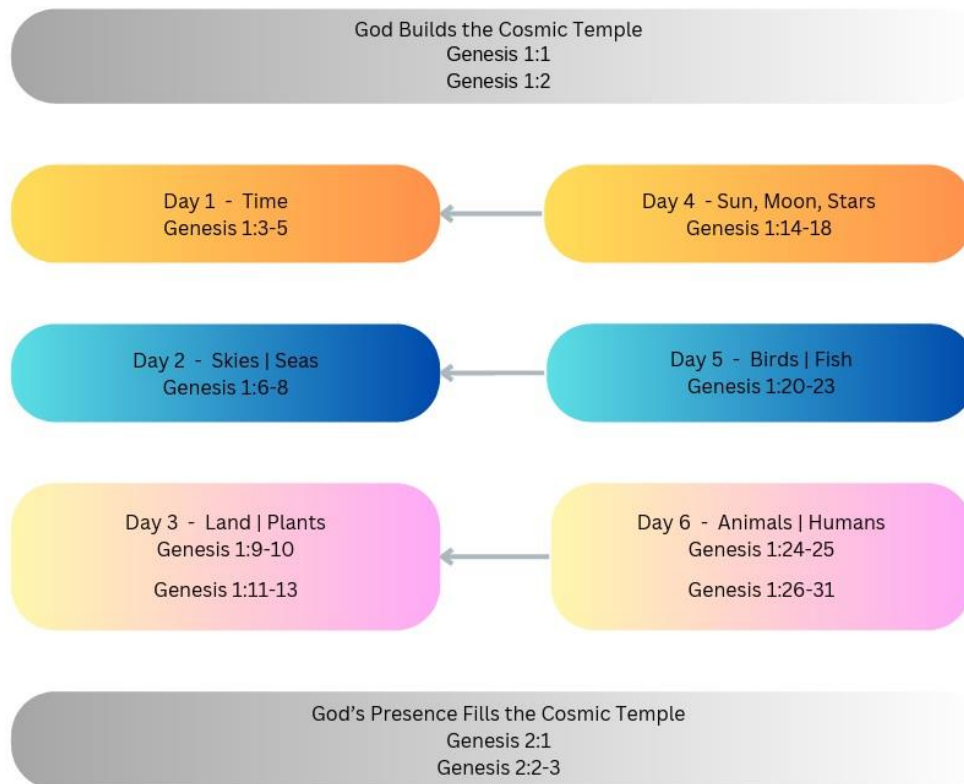 God Builds the Cosmic Temple
Genesis 1:1
Genesis 1:2
Day 1 - Time
Genesis 1:3-5
Day 4 - Sun, Moon, Stars
Genesis 1:14-18
Day 2 - Skies | Seas
Genesis 1:6-8
Day 5 - Birds | Fish
Genesis 1:20-23
Day 3 - Land | Plants
Genesis 1:9-10
Genesis 1:11-13
Day 6 - Animals | Humans
Genesis 1:24-25
Genesis 1:26-31
God’s Presence Fills the Cosmic Temple
Genesis 2:1
Genesis 2:2-3